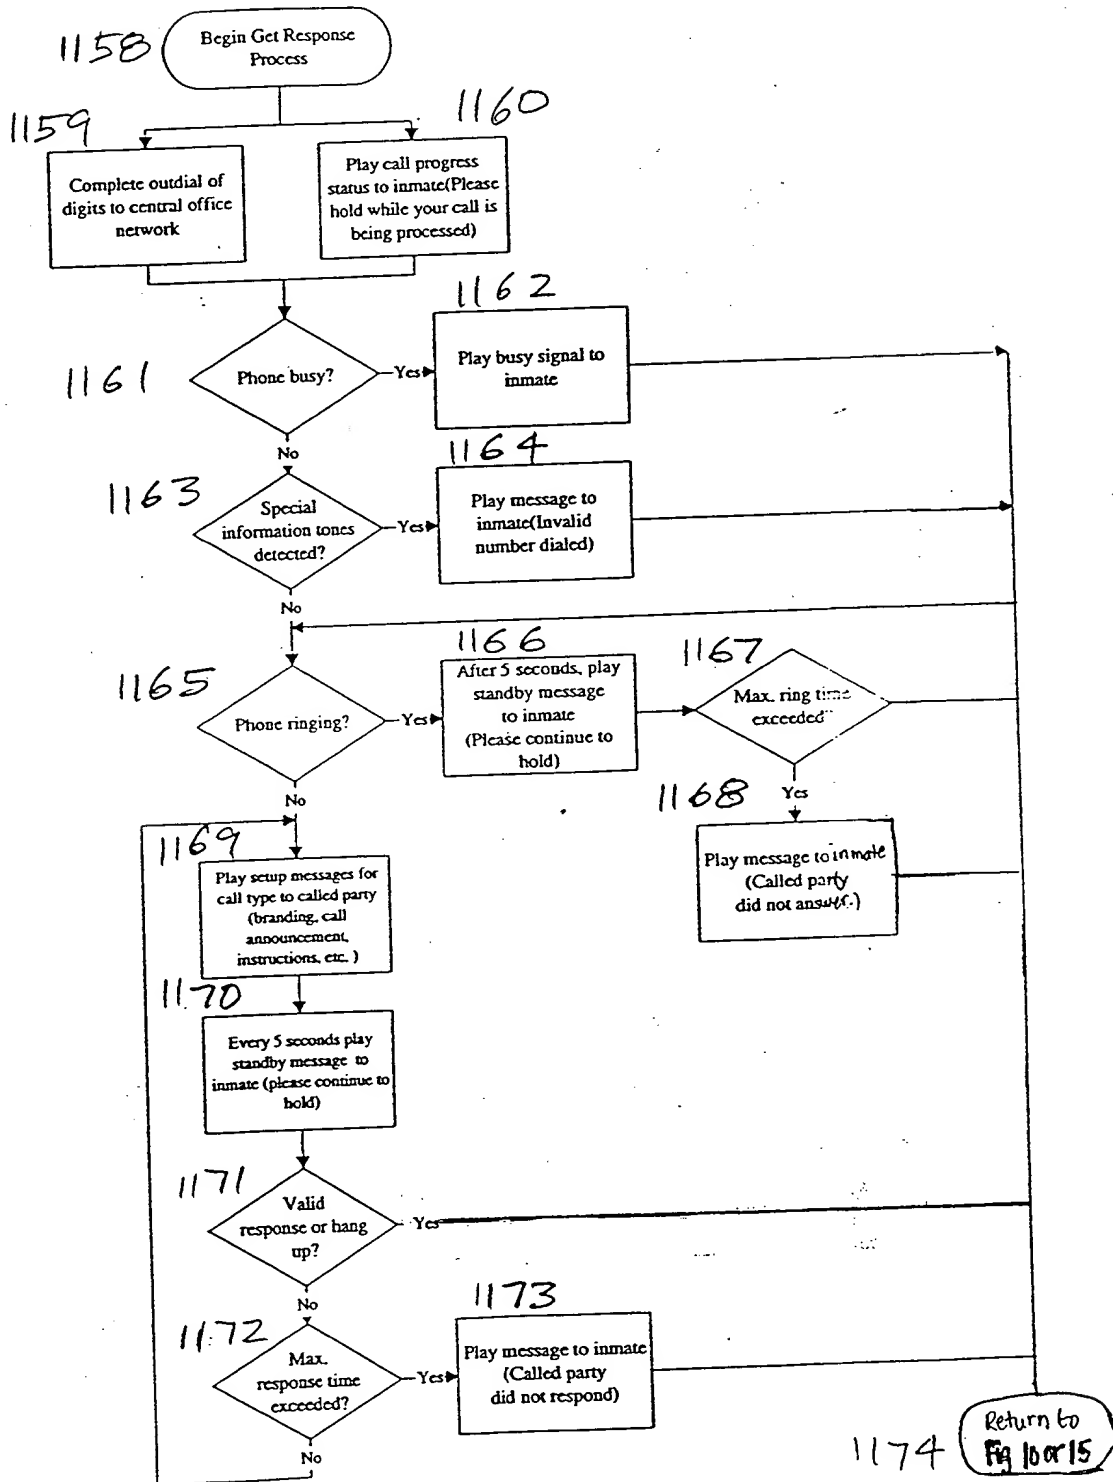 1158
Begin Get Response
Process
1159
1160
Complete outdial of
digits to central office
network
Play call progress
status to inmate(Please
hold while your call is
being processed)
1161
Phone busy?
Yes
1162
Play busy signal to
inmate
No
1163
Special
information tones
detected?
Yes
1164
Play message to
inmate(Invalid
number dialed)
No
1165
Phone ringing?
Yes
1166
After 5 seconds, play
standby message
to inmate
(Please continue to
hold)
1167
Max. ring time
exceeded
Yes
1168
Play message to inmate
(Called party
did not answer.)
No
1169
Play setup messages for
call type to called party
(branding, call
announcement,
instructions, etc. )
1170
Every 5 seconds play
standby message to
inmate (please continue to
hold)
1171
Valid
response or hang
up?
Yes
No
1172
Max.
response time
exceeded?
Yes
1173
Play message to inmate
(Called party
did not respond)
No
1174
Return to
Fig 10 or 15